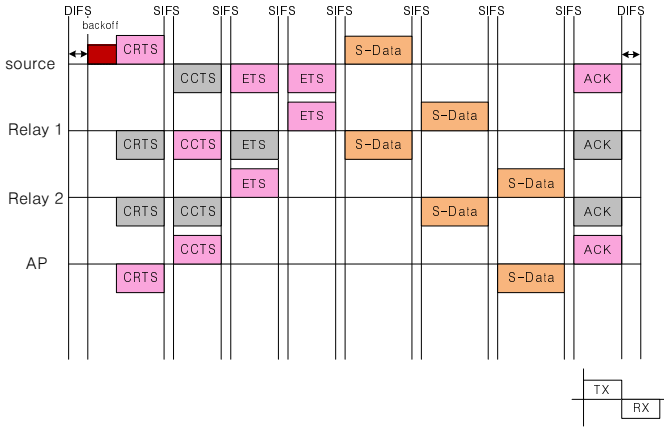 DIFS SIFS SIFS SIFS SIFS SIFS SIFS SIFS DIFS
backoff
CRTS S-Data
source
CCTS ETS ETS ACK
ETS S-Data
Relay 1
CRTS CCTS ETS S-Data ACK
ETS S-Data
Relay 2
CRTS CCTS S-Data ACK
CCTS ACK
AP
CRTS S-Data
TX
RX